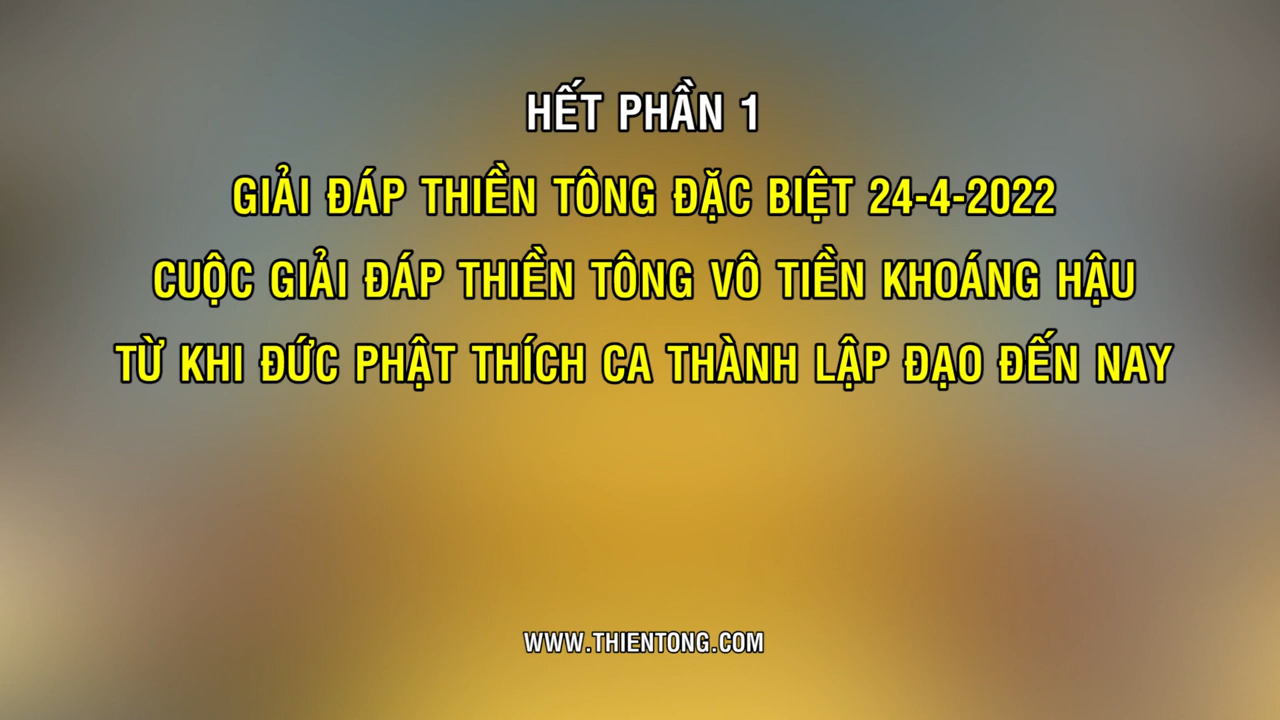 HẾT PHẦN 1
GIẢI ĐÁP THIỀN TÔNG ĐẶC BIỆT 24-4-2022
CUỘC GIẢI ĐÁP THIỀN TÔNG VÔ TIỀN KHOÁNG HẬU
TỪ KHI ĐỨC PHẬT THÍCH CA THÀNH LẬP ĐẠO ĐẾN NAY
WWW.THIENTONG.COM